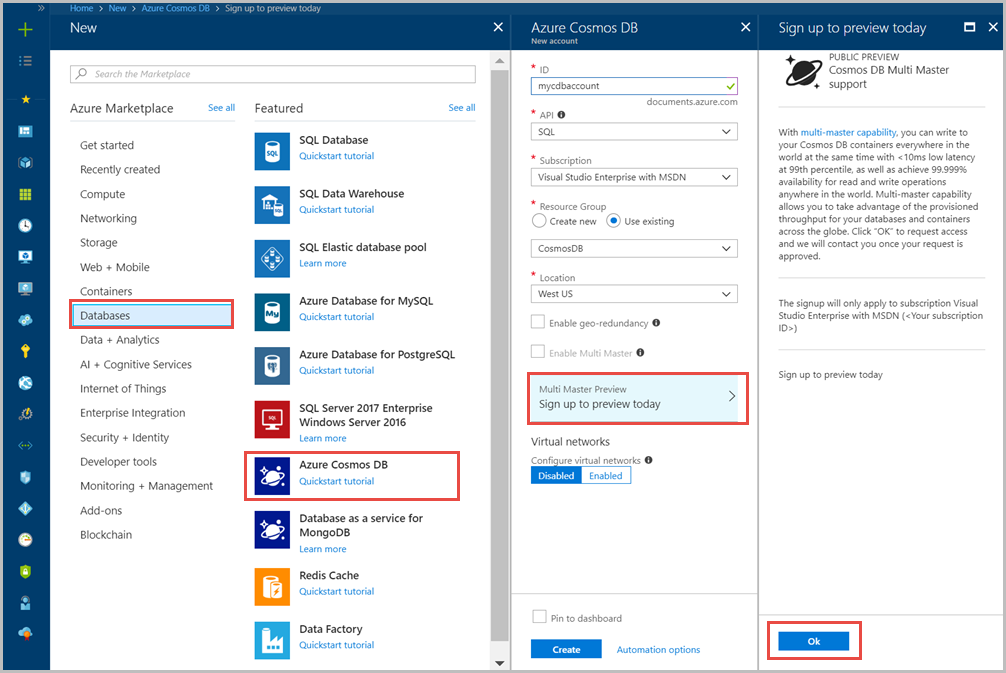 Home > New > Azure Cosmos DB > Sign up to preview today
New
Search the Marketplace
Azure Marketplace
See all
Get started
Recently created
Compute
Networking
Storage
Web + Mobile
Containers
Databases
Data + Analytics
AI + Cognitive Services
Internet of Things
Enterprise Integration
Security + Identity
Developer tools
Monitoring + Management
Add-ons
Blockchain
Featured
See all
SQL
SQL Database
Quickstart tutorial
SQL
SQL Data Warehouse
Quickstart tutorial
SQL Elastic database pool
Learn more
My
Azure Database for MySQL
Quickstart tutorial
Azure Database for PostgreSQL
Quickstart tutorial
SQL
SQL Server 2017 Enterprise
Windows Server 2016
Learn more
Azure Cosmos DB
Quickstart tutorial
Database as a service for
MongoDB
Learn more
Redis Cache
Quickstart tutorial
Data Factory
Quickstart tutorial
Azure Cosmos DB
New account
* ID
mycdbaccount
documents.azure.com
* API
SQL
* Subscription
Visual Studio Enterprise with MSDN
* Resource Group
Create new
Use existing
CosmosDB
* Location
West US
Enable geo-redundancy
Enable Multi Master
Multi Master Preview
Sign up to preview today
Virtual networks
Configure virtual networks
Disabled
Enabled
Pin to dashboard
Create
Automation options
Sign up to preview today
PUBLIC PREVIEW
Cosmos DB Multi Master
support
With multi-master capability, you can write to
your Cosmos DB containers everywhere in the
world at the same time with <10ms low latency
at 99th percentile, as well as achieve 99.999%
availability for read and write operations
anywhere in the world. Multi-master capability
allows you to take advantage of the provisioned
throughput for your databases and containers
across the globe. Click "OK" to request access
and we will contact you once your request is
approved.
The signup will only apply to subscription Visual
Studio Enterprise with MSDN (<Your subscription
ID>)
Sign up to preview today
Ok